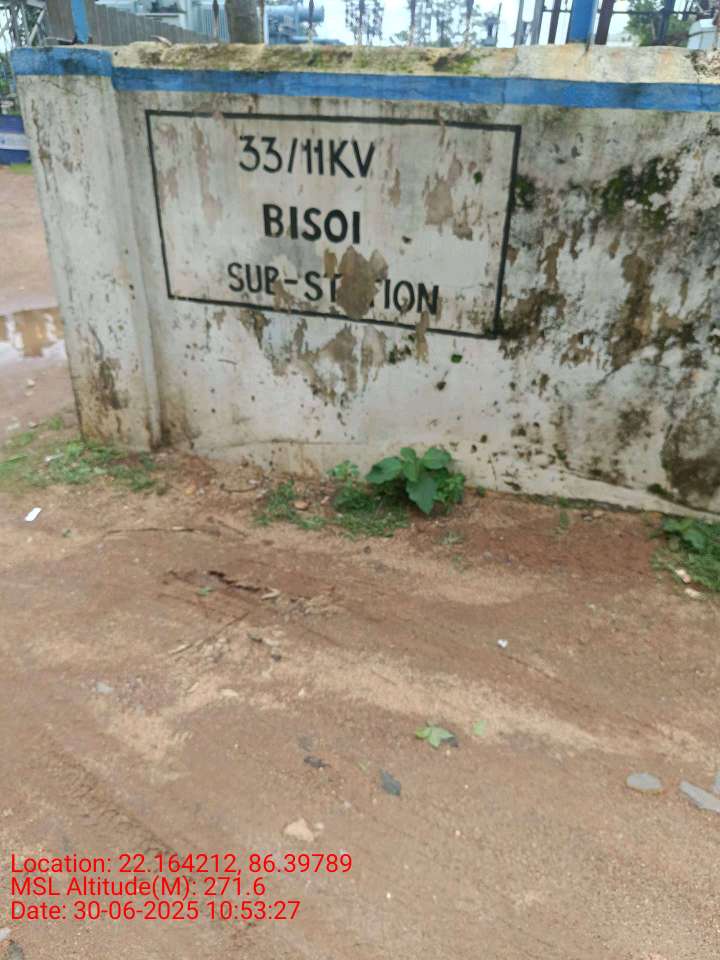 33/11KV
BISOI
SUB-STATION
Location: 22.164212, 86.39789
MSL Altitude(M): 271.6
Date: 30-06-2025 10:53:27